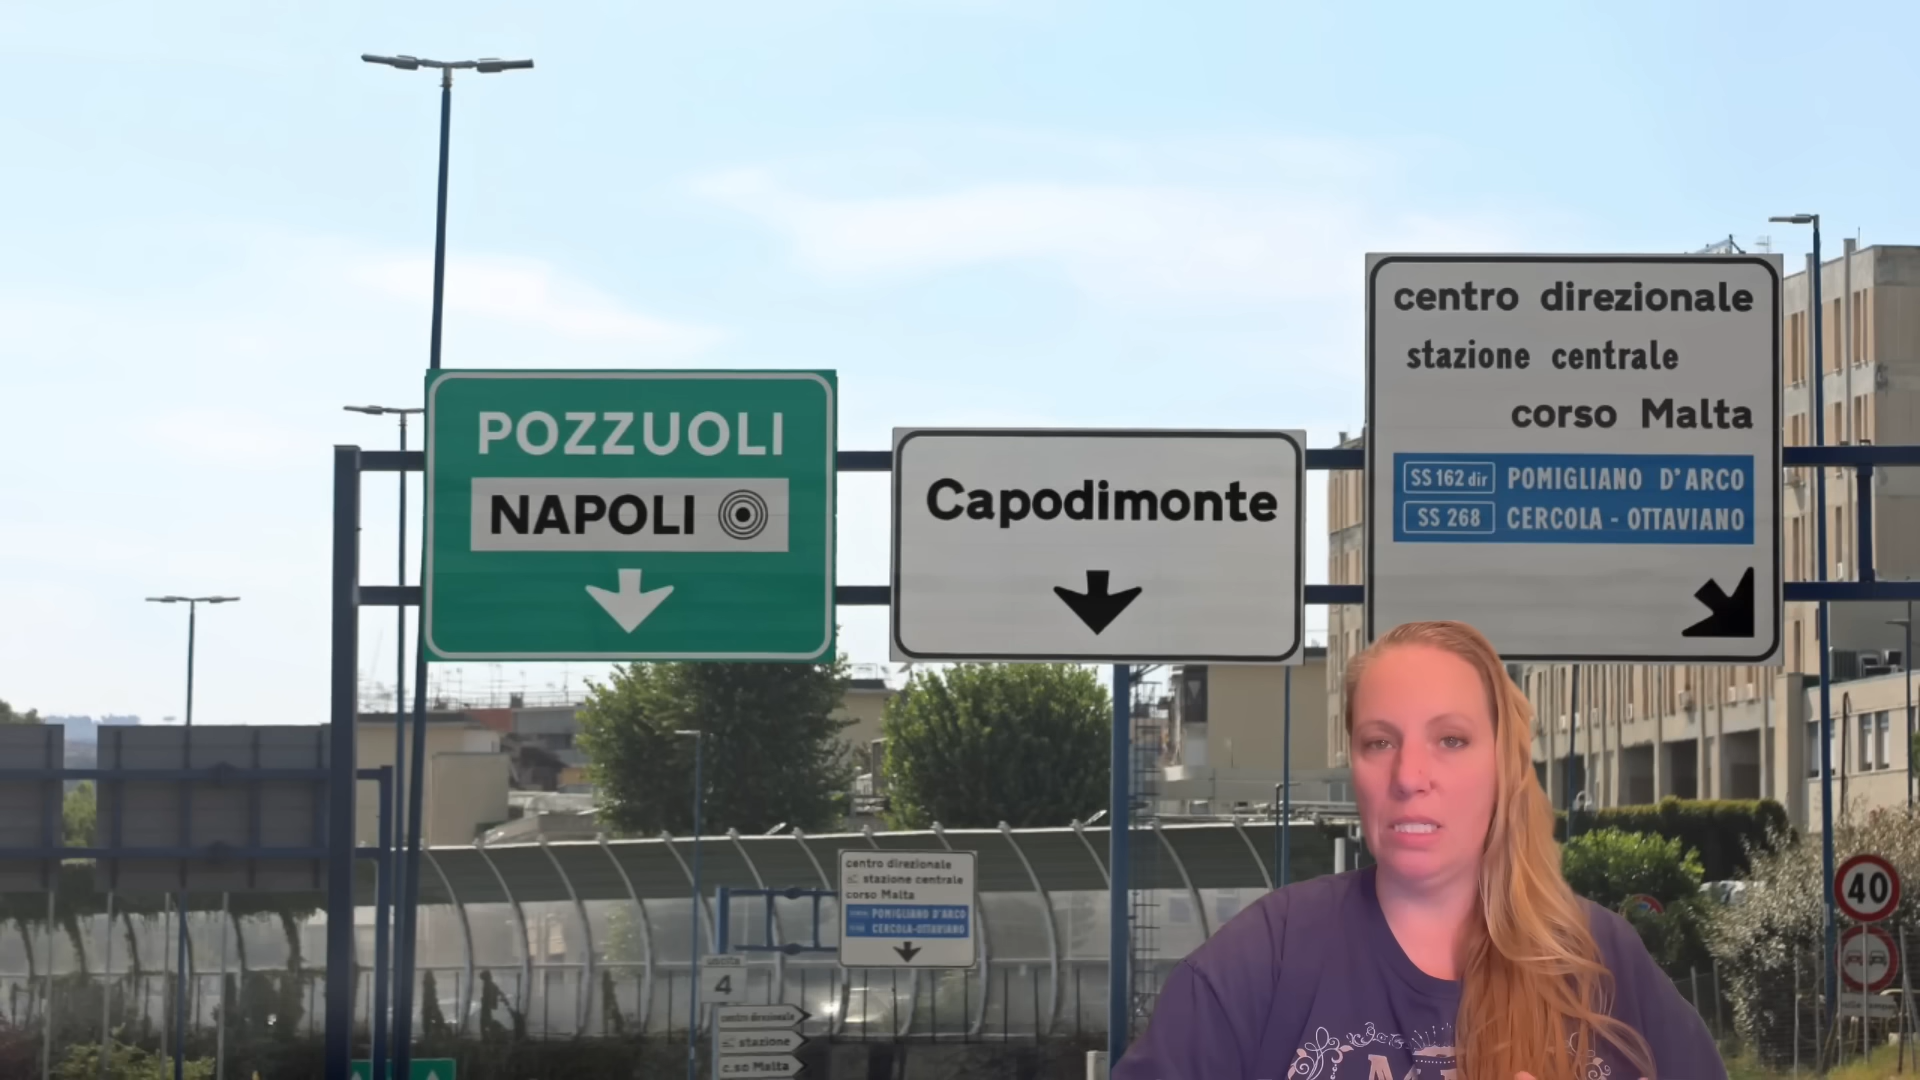 POZZUOLI
NAPOLI
Capodimonte
centro direzionale
stazione centrale
corso Malta
SS 162 dir POMIGLIANO D'ARCO
SS 268 CERCOLA - OTTAVIANO
centro direzionale
stazione centrale
corso Malta
POMIGLIANO D'ARCO
CERCOLA-OTTAVIANO
uscita
4
centro direzionale
stazione
c.so Malta
40